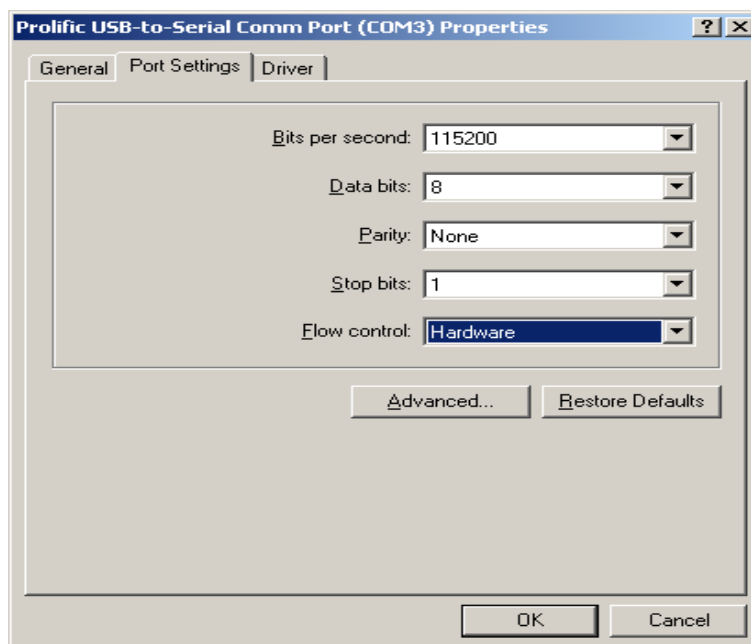 Prolific USB-to-Serial Comm Port (COM3) Properties
General Port Settings Driver
Bits per second: 115200
Data bits: 8
Parity: None
Stop bits: 1
Flow control: Hardware
Advanced... Restore Defaults
OK Cancel